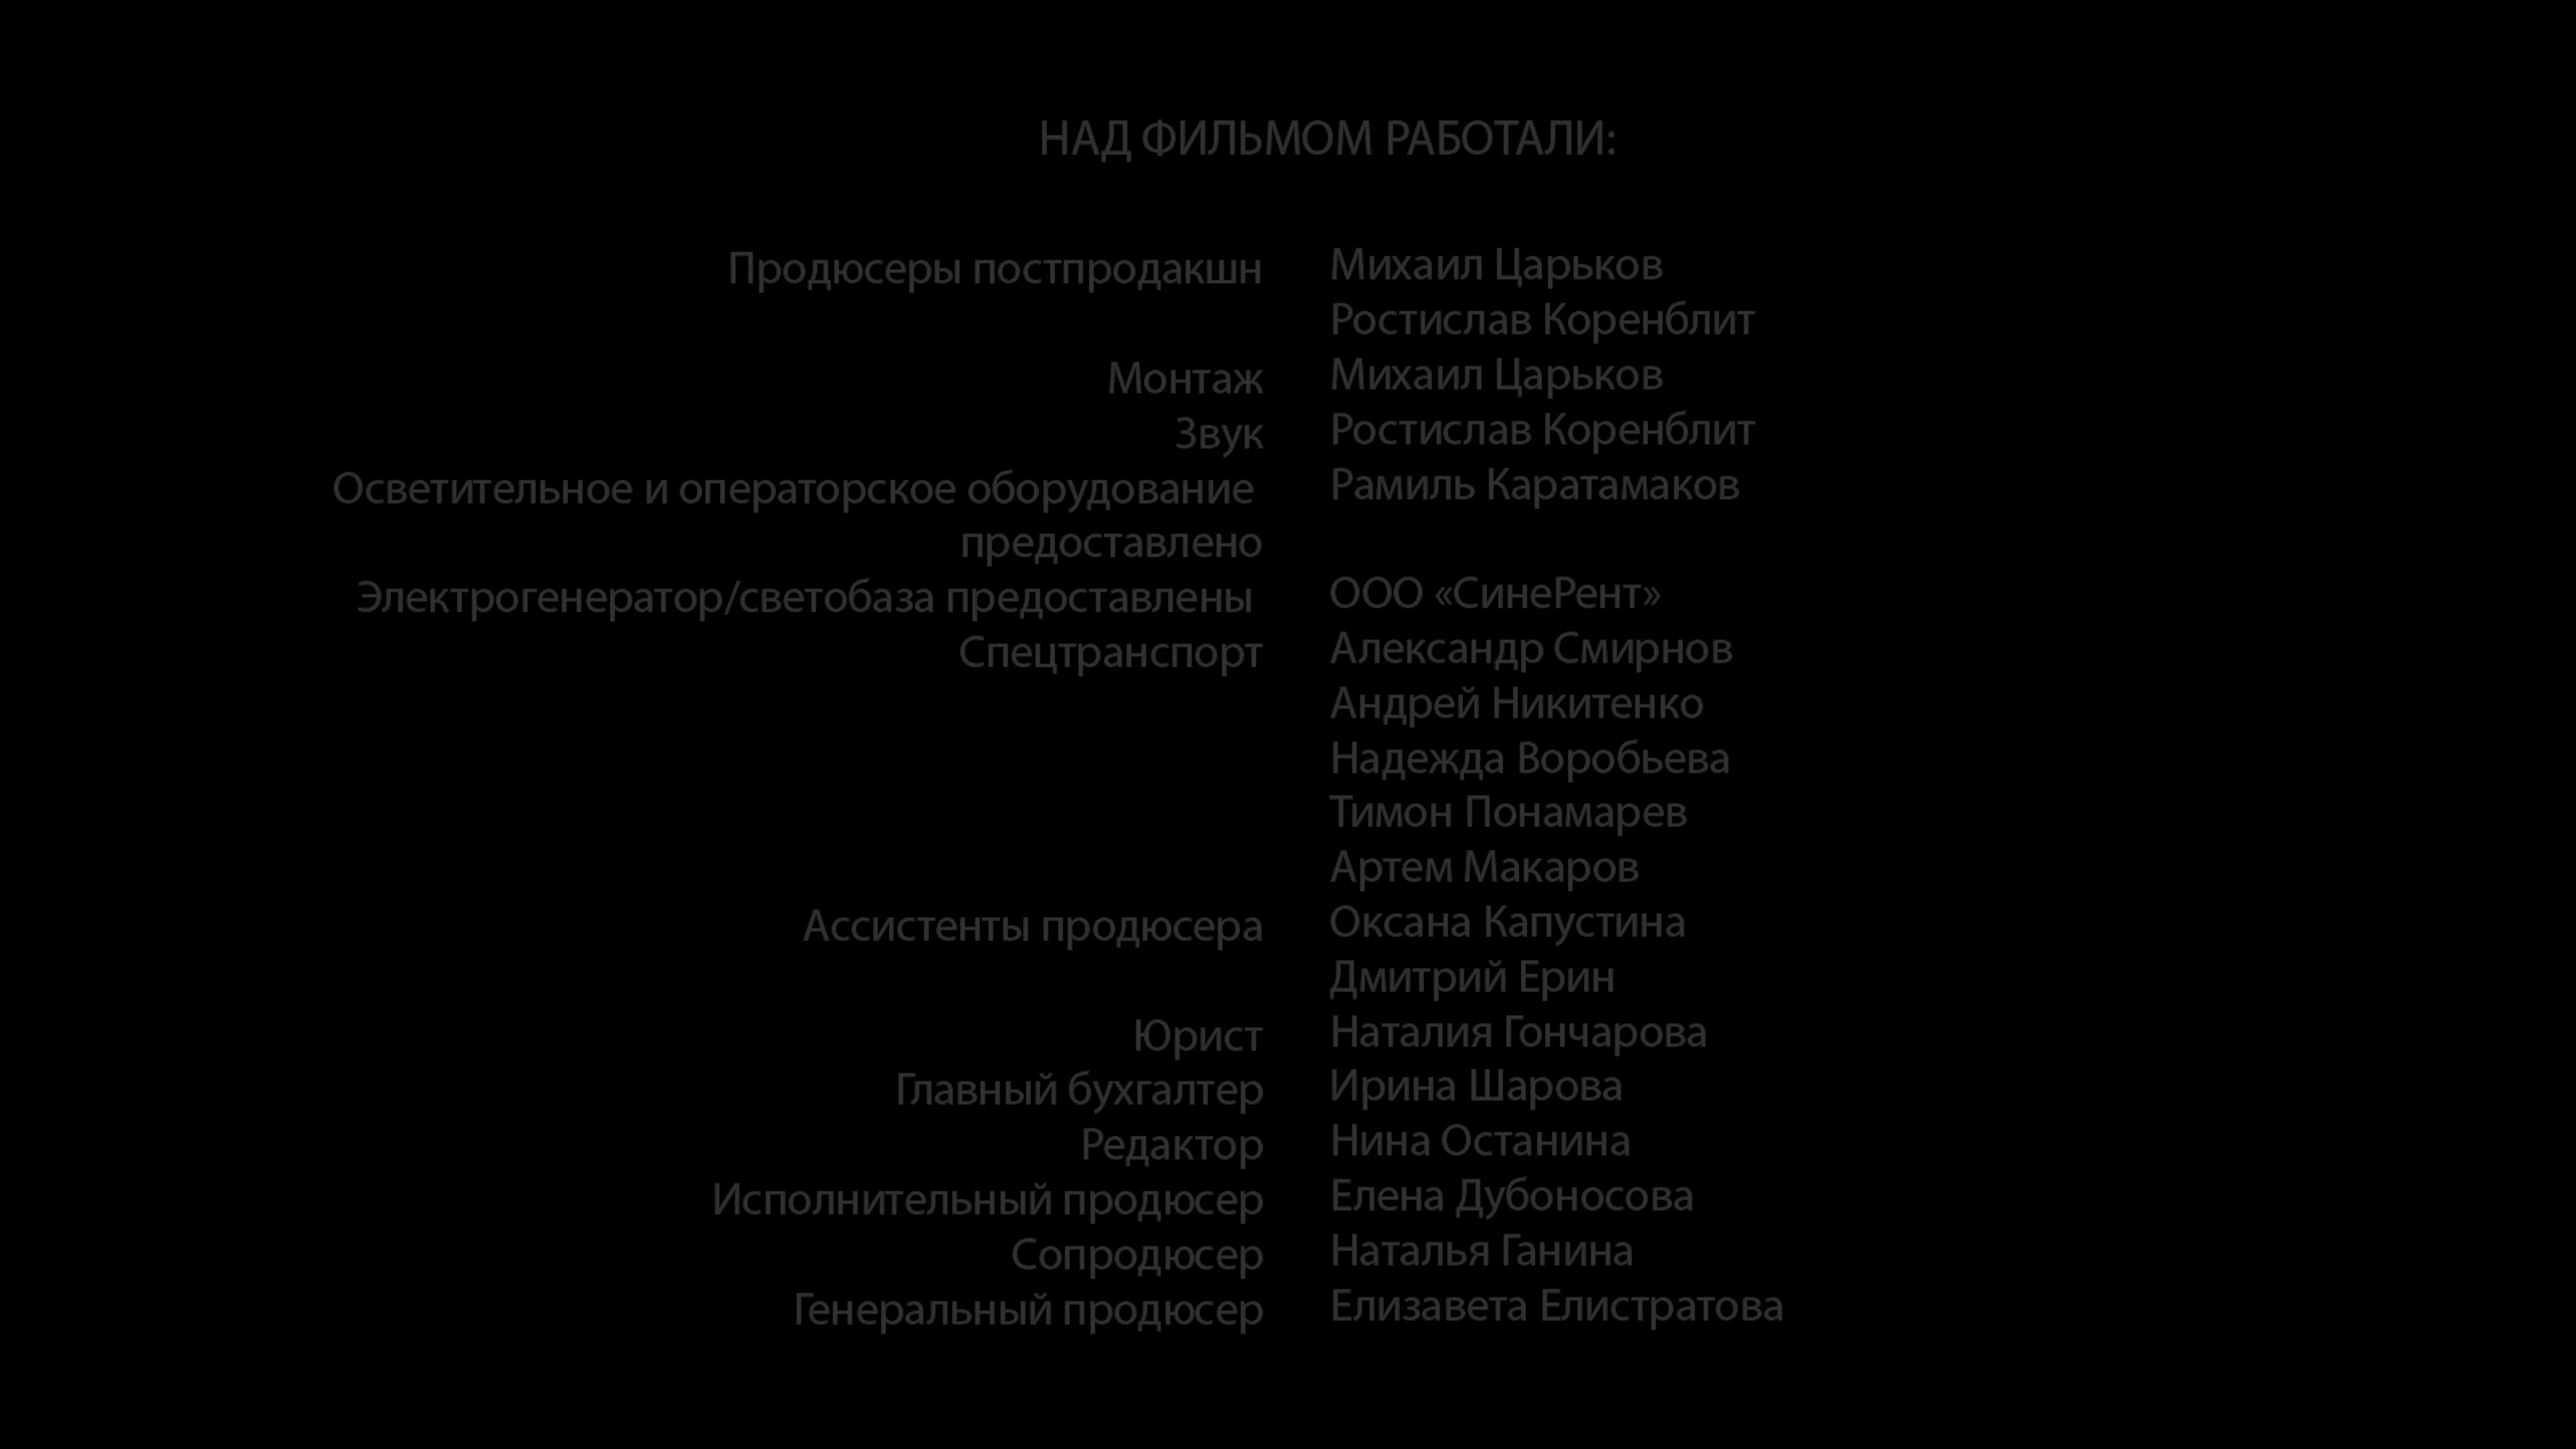 НАД ФИЛЬМОМ РАБОТАЛИ:
Продюсеры постпродакшн Михаил Царьков
Ростислав Коренблит
Монтаж Михаил Царьков
Звук Ростислав Коренблит
Осветительное и операторское оборудование Рамиль Каратамаков
предоставлено
Электрогенератор/светобаза предоставлены ООО «СинеРент»
Спецтранспорт Александр Смирнов
Андрей Никитенко
Надежда Воробьева
Тимон Понамарев
Артем Макаров
Ассистенты продюсера Оксана Капустина
Дмитрий Ерин
Юрист Наталия Гончарова
Главный бухгалтер Ирина Шарова
Редактор Нина Останина
Исполнительный продюсер Елена Дубоносова
Сопродюсер Наталья Ганина
Генеральный продюсер Елизавета Елистратова